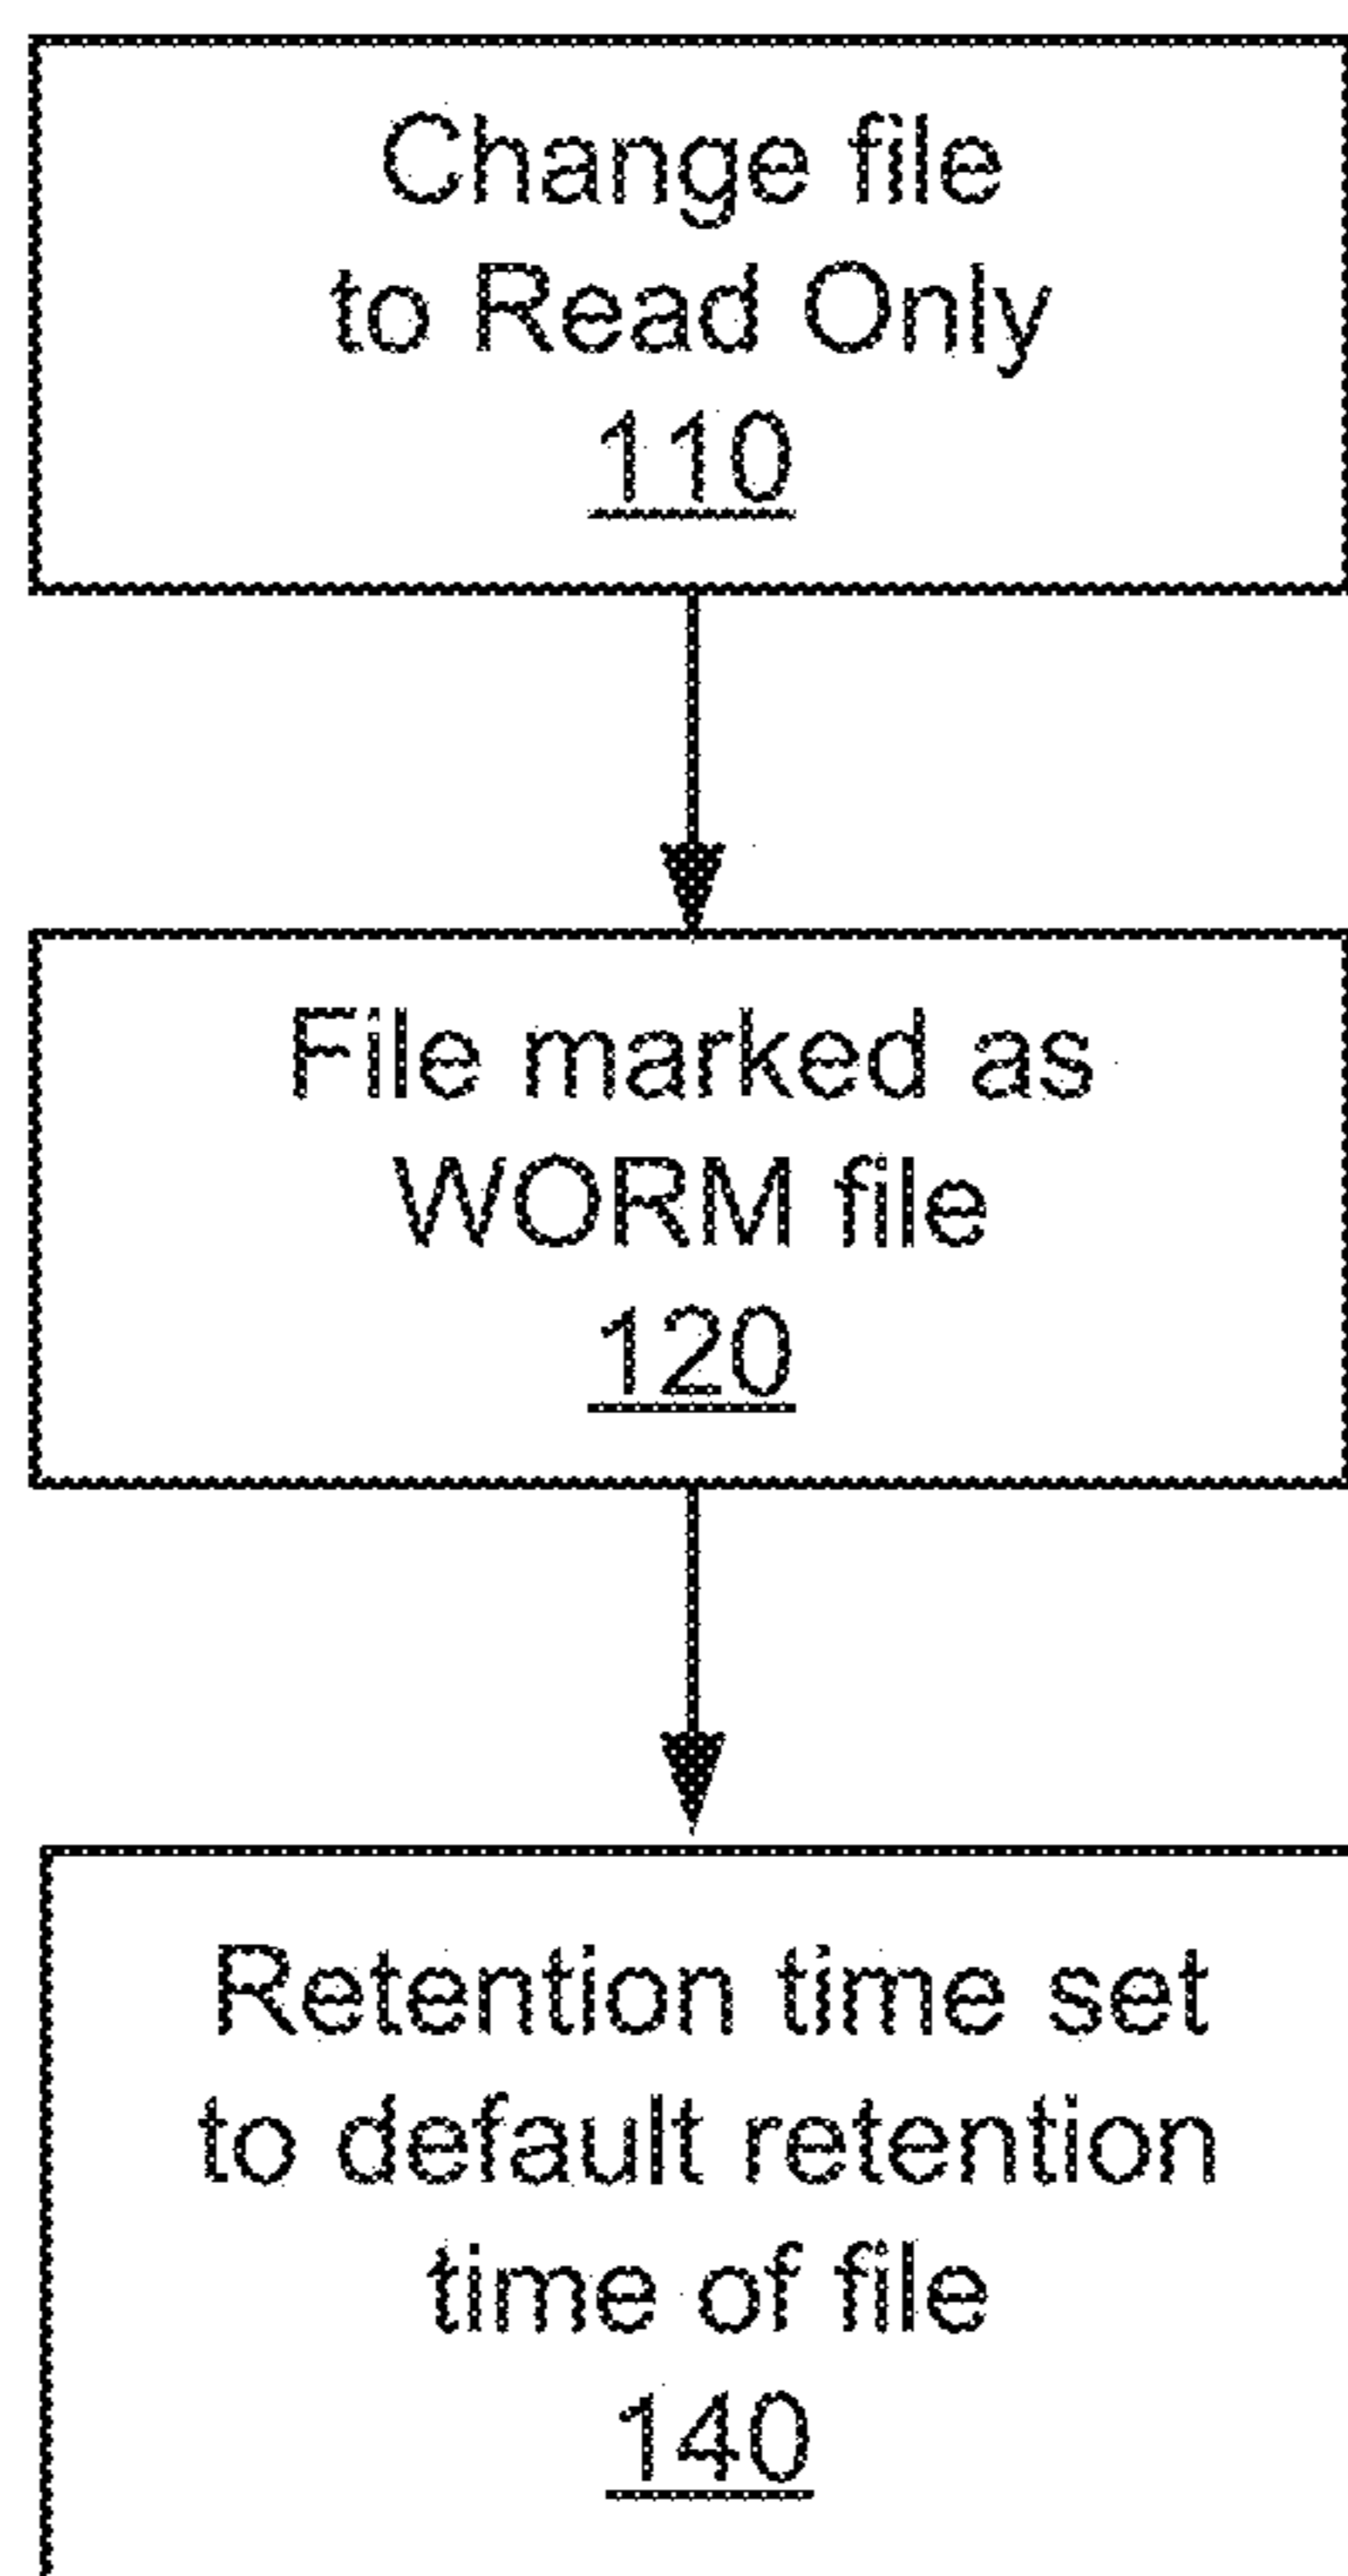 Change file
to Read Only
110
File marked as
WORM file
120
Retention time set
to default retention
time of file
140